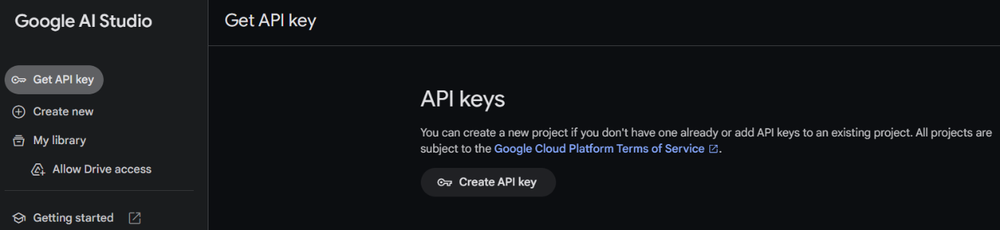 Google AI Studio
Get API key
Create new
My library
Allow Drive access
Getting started
Get API key
API keys
You can create a new project if you don't have one already or add API keys to an existing project. All projects are
subject to the Google Cloud Platform Terms of Service.
Create API key